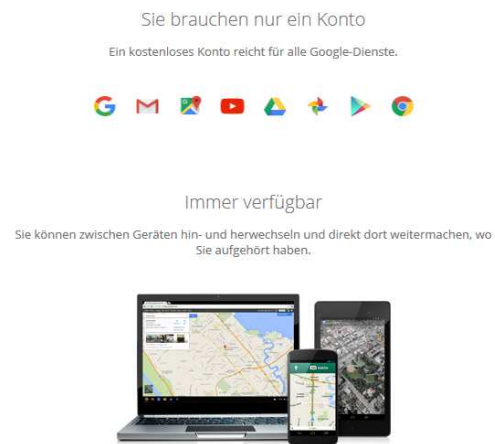 Sie brauchen nur ein Konto
Ein kostenloses Konto reicht für alle Google-Dienste.
Immer verfügbar
Sie können zwischen Geräten hin- und herwechseln und direkt dort weitermachen, wo
Sie aufgehört haben.